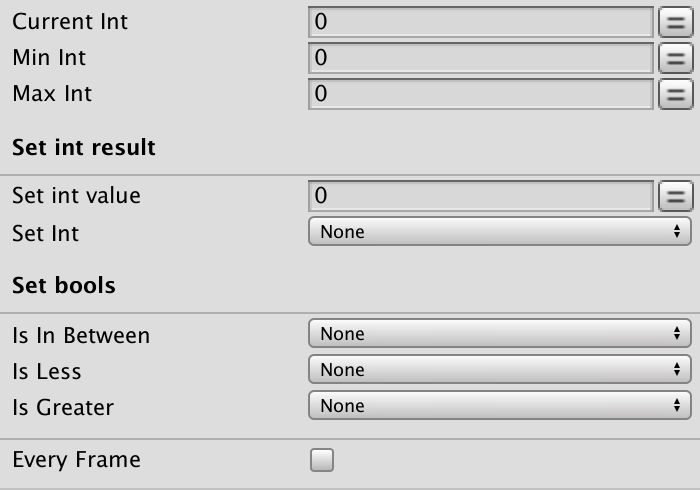 Current Int 0
Min Int 0
Max Int 0
Set int result
Set int value 0
Set Int None
Set bools
Is In Between None
Is Less None
Is Greater None
Every Frame